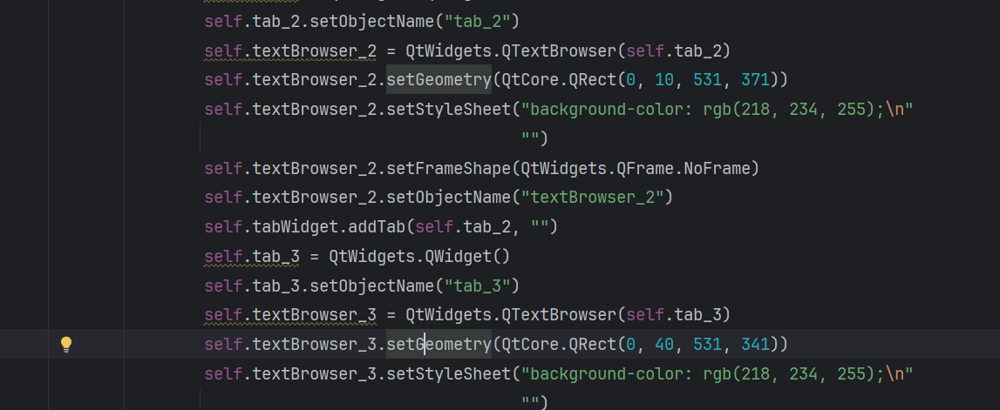 self.tab_2.setObjectName("tab_2")
self.textBrowser_2 = QtWidgets.QTextBrowser(self.tab_2)
self.textBrowser_2.setGeometry(QtCore.QRect(0, 10, 531, 371))
self.textBrowser_2.setStyleSheet("background-color: rgb(218, 234, 255);\n"
"")
self.textBrowser_2.setFrameShape(QtWidgets.QFrame.NoFrame)
self.textBrowser_2.setObjectName("textBrowser_2")
self.tabWidget.addTab(self.tab_2, "")
self.tab_3 = QtWidgets.QWidget()
self.tab_3.setObjectName("tab_3")
self.textBrowser_3 = QtWidgets.QTextBrowser(self.tab_3)
self.textBrowser_3.setGeometry(QtCore.QRect(0, 40, 531, 341))
self.textBrowser_3.setStyleSheet("background-color: rgb(218, 234, 255);\n"
"")